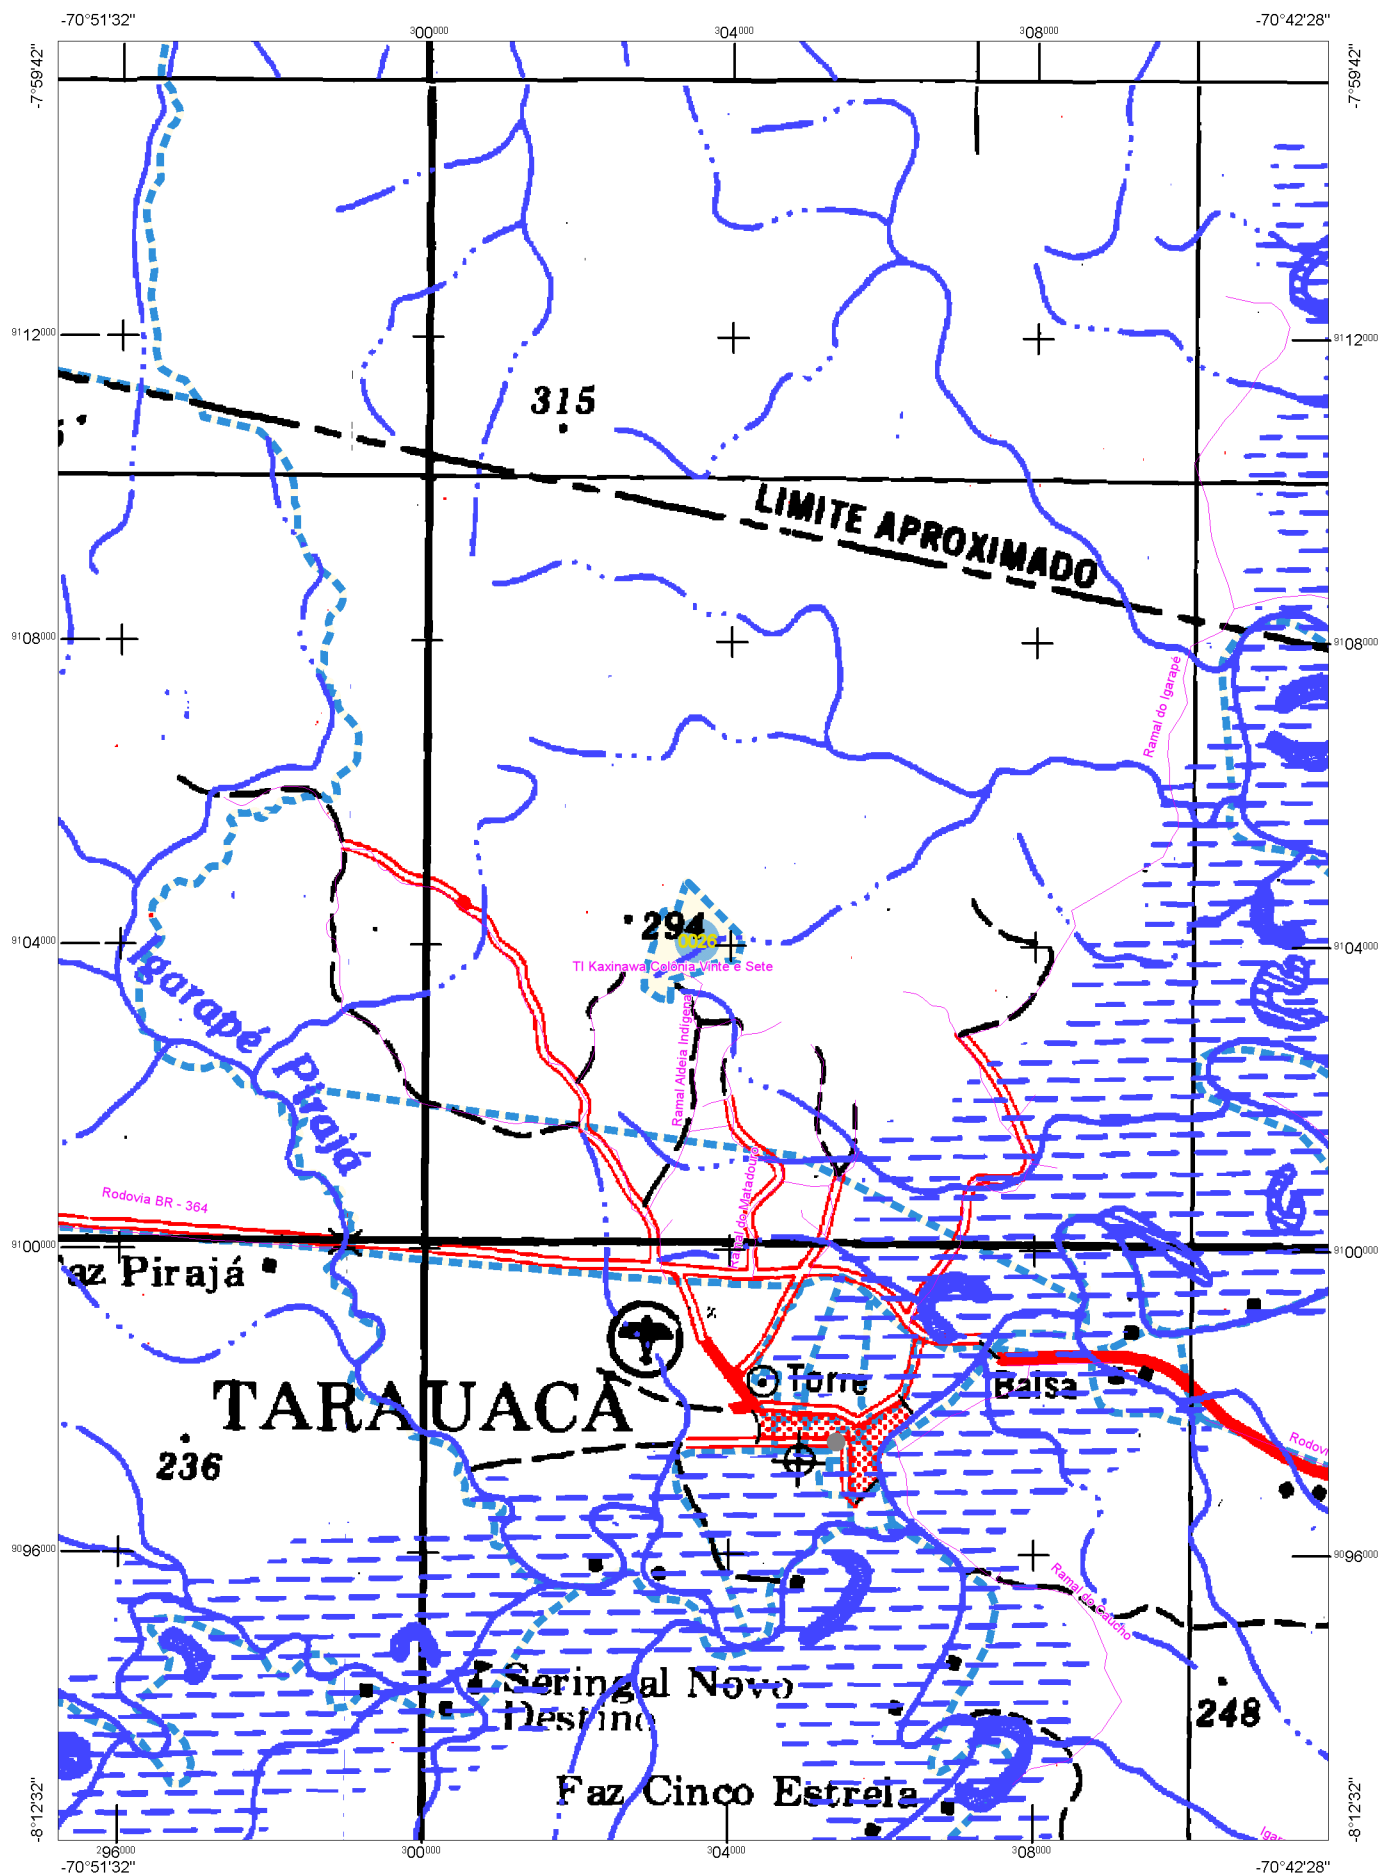 -70°51'32" -70°42'28"
300000 304000 308000
-7°59'42" -7°59'42"
9112000 9112000
315
LIMITE APROXIMADO
9108000 9108000
Ramal do Igarapé
294
0026
9104000 9104000
TI Kaxinawa Colônia Vinte e Sete
Igarapé Pirajá
Ramal Aldeia Indígena
Ramal do Matadouro
Rodovia BR - 364
9100000 9100000
az Pirajá
Torre
Balsa
TARAUACÁ
236
9096000 9096000
Ramal do Gaucho
Seringal Novo
Destino
248
Faz Cinco Estrela
-8°12'32" -8°12'32"
296000 300000 304000 308000
-70°51'32" -70°42'28"